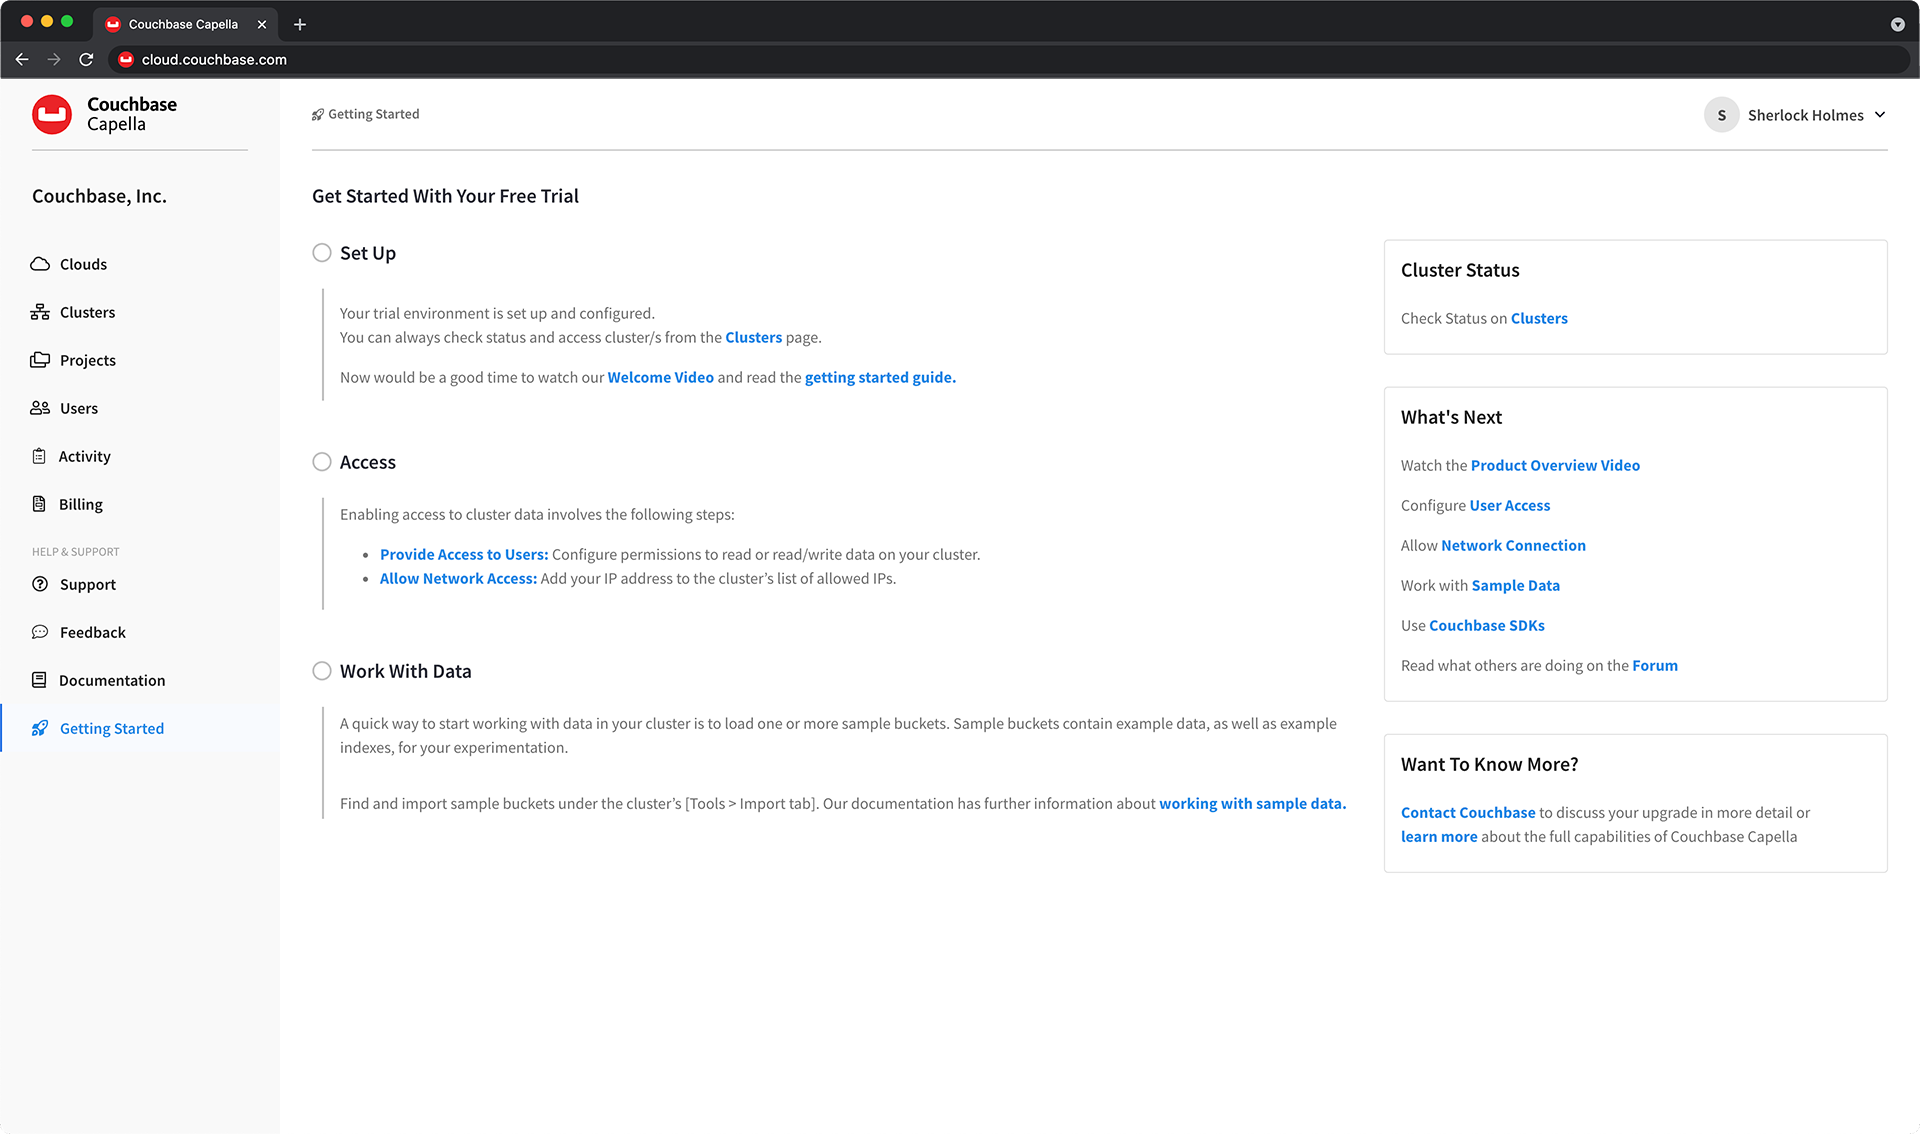 Couchbase Capella
cloud.couchbase.com
Couchbase
Capella
Getting Started
S
Sherlock Holmes
Couchbase, Inc.
Clouds
Clusters
Projects
Users
Activity
Billing
HELP & SUPPORT
Support
Feedback
Documentation
Getting Started
Get Started With Your Free Trial
Set Up
Your trial environment is set up and configured.
You can always check status and access cluster/s from the Clusters page.
Now would be a good time to watch our Welcome Video and read the getting started guide.
Access
Enabling access to cluster data involves the following steps:
• Provide Access to Users: Configure permissions to read or read/write data on your cluster.
• Allow Network Access: Add your IP address to the cluster’s list of allowed IPs.
Work With Data
A quick way to start working with data in your cluster is to load one or more sample buckets. Sample buckets contain example data, as well as example
indexes, for your experimentation.
Find and import sample buckets under the cluster’s [Tools > Import tab]. Our documentation has further information about working with sample data.
Cluster Status
Check Status on Clusters
What's Next
Watch the Product Overview Video
Configure User Access
Allow Network Connection
Work with Sample Data
Use Couchbase SDKs
Read what others are doing on the Forum
Want To Know More?
Contact Couchbase to discuss your upgrade in more detail or
learn more about the full capabilities of Couchbase Capella